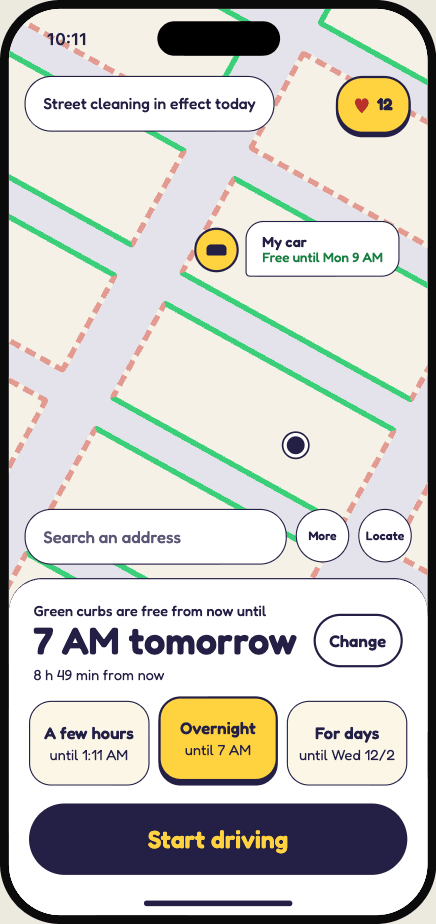 10:11
Street cleaning in effect today
12
My car
Free until Mon 9 AM
Search an address
More
Locate
Green curbs are free from now until
7 AM tomorrow
Change
8 h 49 min from now
A few hours
until 1:11 AM
Overnight
until 7 AM
For days
until Wed 12/2
Start driving